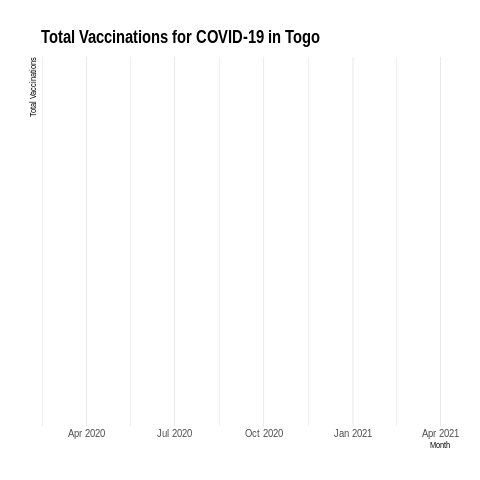 Total Vaccinations for COVID-19 in Togo
Total Vaccinations
Apr 2020
Jul 2020
Oct 2020
Jan 2021
Apr 2021
Month